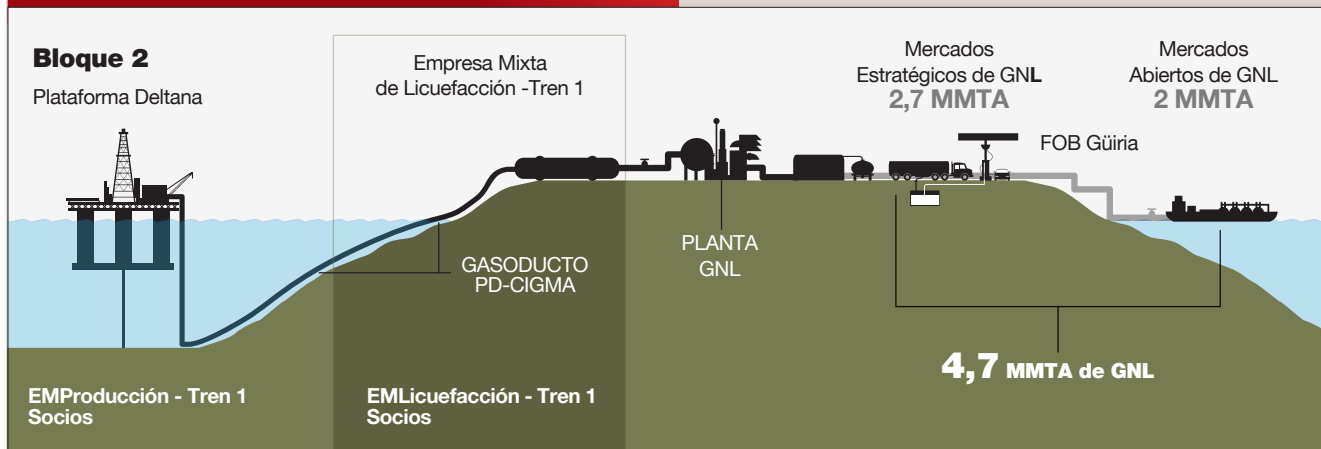 Bloque 2
Plataforma Deltana
Empresa Mixta
de Licuefacción -Tren 1
Mercados
Estratégicos de GNL
2,7 MMTA
Mercados
Abiertos de GNL
2 MMTA
FOB Güiria
GASODUCTO
PD-CIGMA
PLANTA
GNL
4,7 MMTA de GNL
EMProducción - Tren 1
Socios
EMLicuefacción - Tren 1
Socios